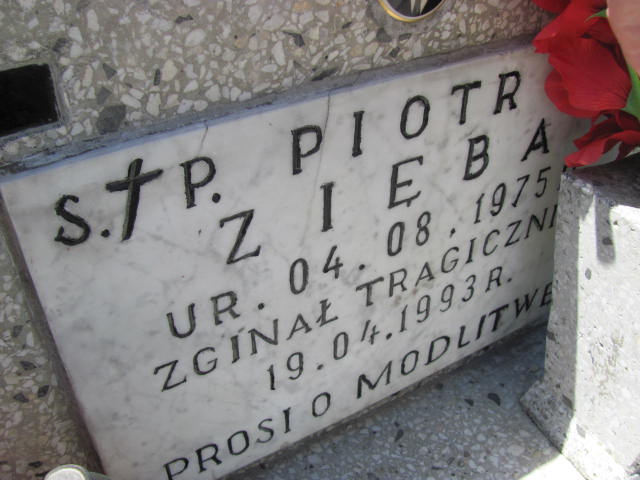 S.†P. PIOTR
ZIĘBA
UR. 04.08.1975
ZGINAŁ TRAGICZNI
19.04.1993 R.
PROSI O MODLITWE